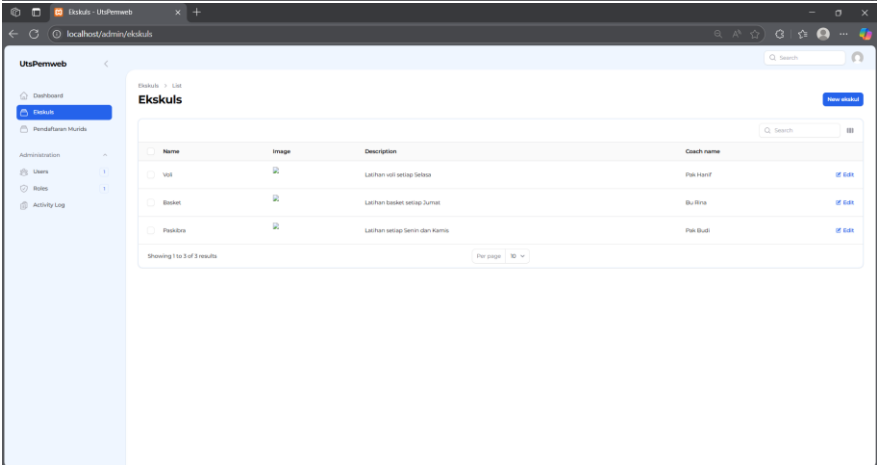 Ekskuls - UtsPemweb
localhost/admin/ekskuls
UtsPemweb
Search
Dashboard
Ekskuls
Pendaftaran Murids
Administration
Users 1
Roles 1
Activity Log
Ekskuls > List
Ekskuls
New ekskul
Search
Name Image Description Coach name
Voli Latihan voli setiap Selasa Pak Hanif Edit
Basket Latihan basket setiap Jumat Bu Rina Edit
Paskibra Latihan setiap Senin dan Kamis Pak Budi Edit
Showing 1 to 3 of 3 results Per page 10